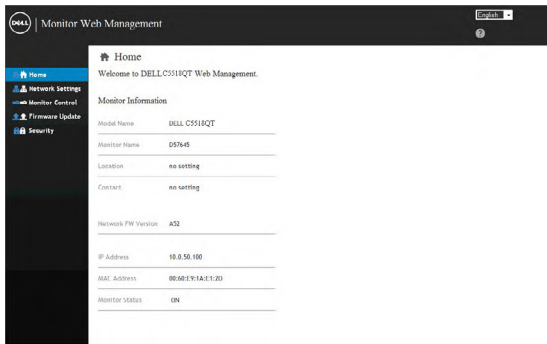 DELL | Monitor Web Management
English
?
Home
Network Settings
Monitor Control
Firmware Update
Security
Home
Welcome to DELLC5518QT Web Management.
Monitor Information
Model Name DELL C5518QT
Monitor Name D57645
Location no setting
Contact no setting
Network FW Version A52
IP Address 10.0.50.100
MAC Address 00:60:E9:1A:E1:2D
Monitor Status ON